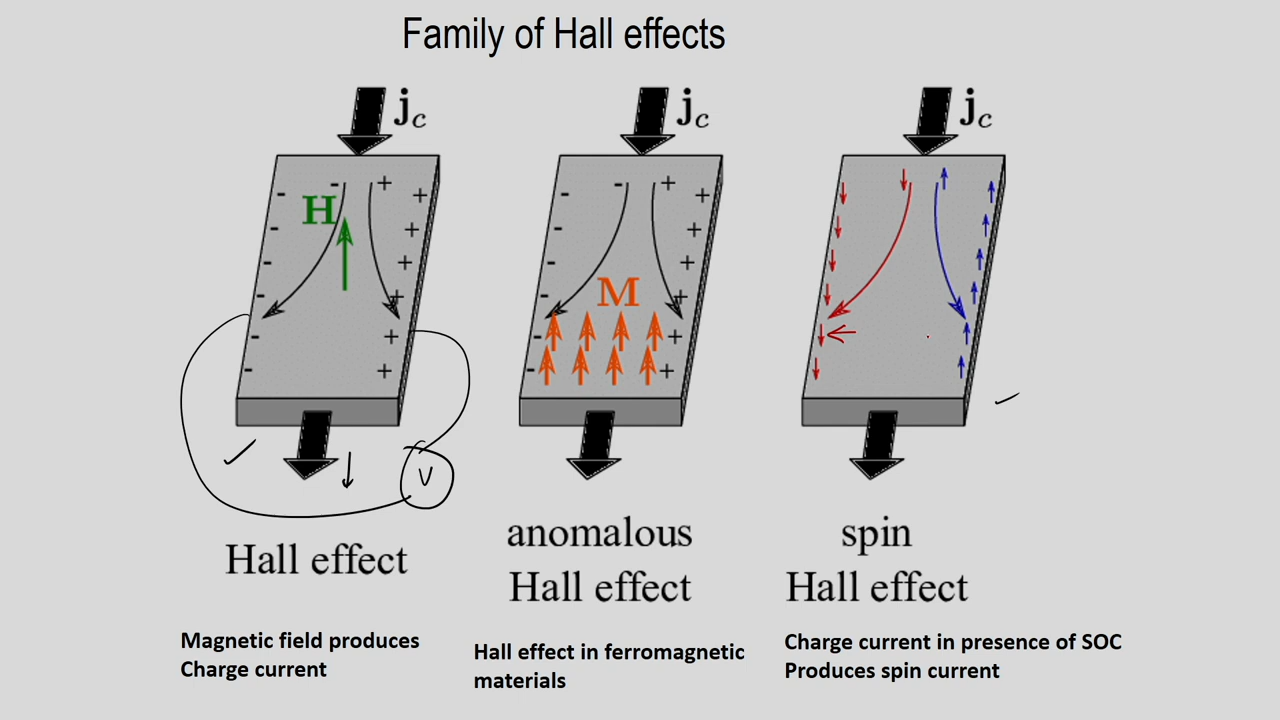 Family of Hall effects
j_c
j_c
j_c
H
M
V
Hall effect
anomalous
Hall effect
spin
Hall effect
Magnetic field produces
Charge current
Hall effect in ferromagnetic
materials
Charge current in presence of SOC
Produces spin current